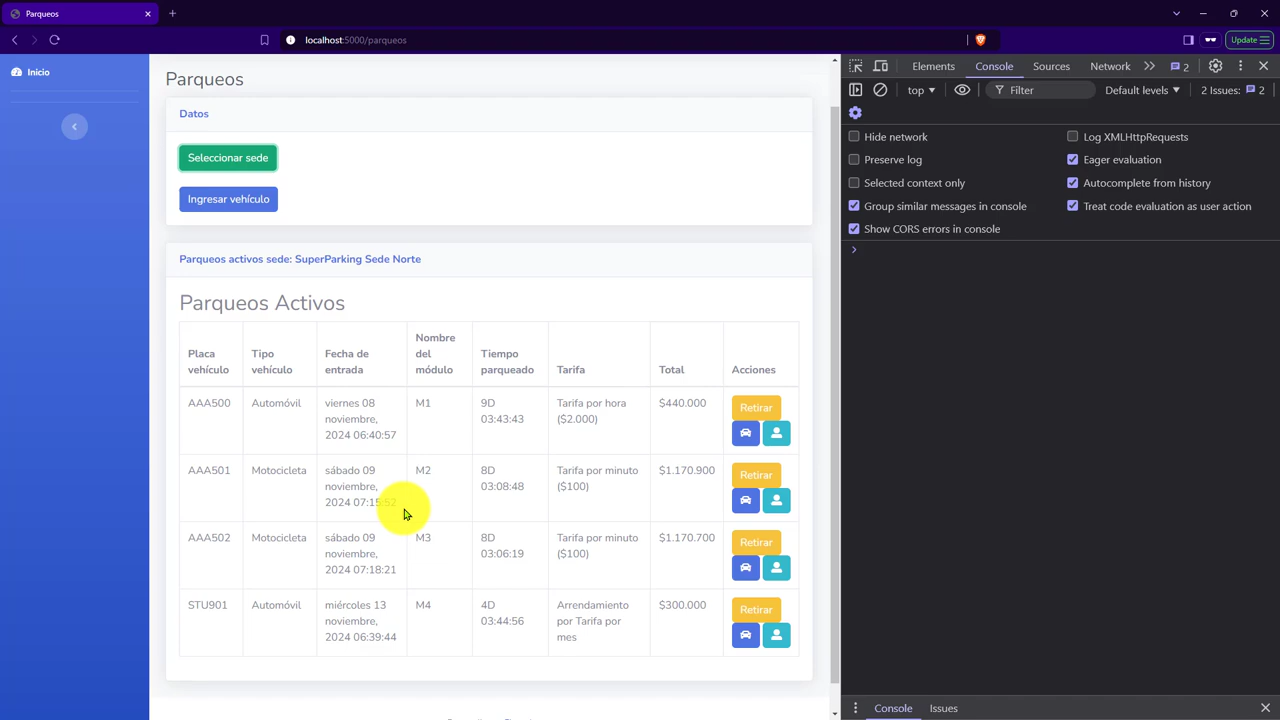 Parqueos
Update
localhost:5000/parqueos
Inicio
Parqueos
Datos
Seleccionar sede
Ingresar vehículo
Parqueos activos sede: SuperParking Sede Norte
Parqueos Activos
Placa vehículo
Tipo vehículo
Fecha de entrada
Nombre del módulo
Tiempo parqueado
Tarifa
Total
Acciones
AAA500
Automóvil
viernes 08
noviembre,
2024 06:40:57
M1
9D
03:43:43
Tarifa por hora
($2.000)
$440.000
Retirar
AAA501
Motocicleta
sábado 09
noviembre,
2024 07:15:52
M2
8D
03:08:48
Tarifa por minuto
($100)
$1.170.900
Retirar
AAA502
Motocicleta
sábado 09
noviembre,
2024 07:18:21
M3
8D
03:06:19
Tarifa por minuto
($100)
$1.170.700
Retirar
STU901
Automóvil
miércoles 13
noviembre,
2024 06:39:44
M4
4D
03:44:56
Arrendamiento
por Tarifa por
mes
$300.000
Retirar
Elements
Console
Sources
Network
2
top
Filter
Default levels
2 Issues:
2
Hide network
Log XMLHttpRequests
Preserve log
Eager evaluation
Selected context only
Autocomplete from history
Group similar messages in console
Treat code evaluation as user action
Show CORS errors in console
Console
Issues